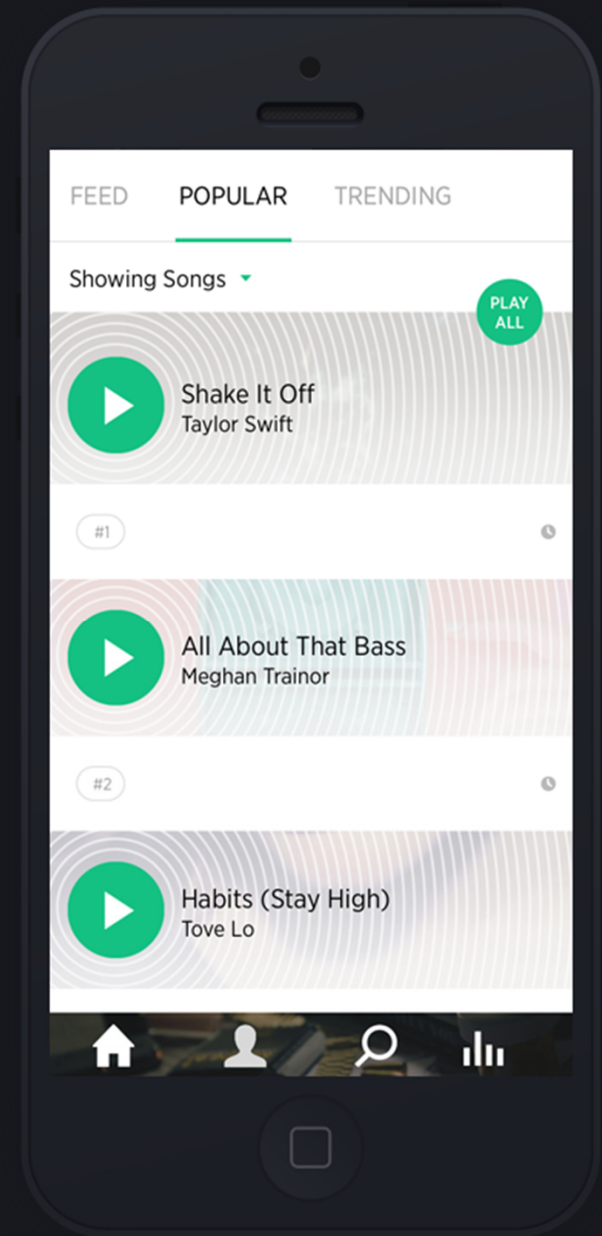 FEED POPULAR TRENDING
Showing Songs
PLAY
ALL
Shake It Off
Taylor Swift
#1
All About That Bass
Meghan Trainor
#2
Habits (Stay High)
Tove Lo